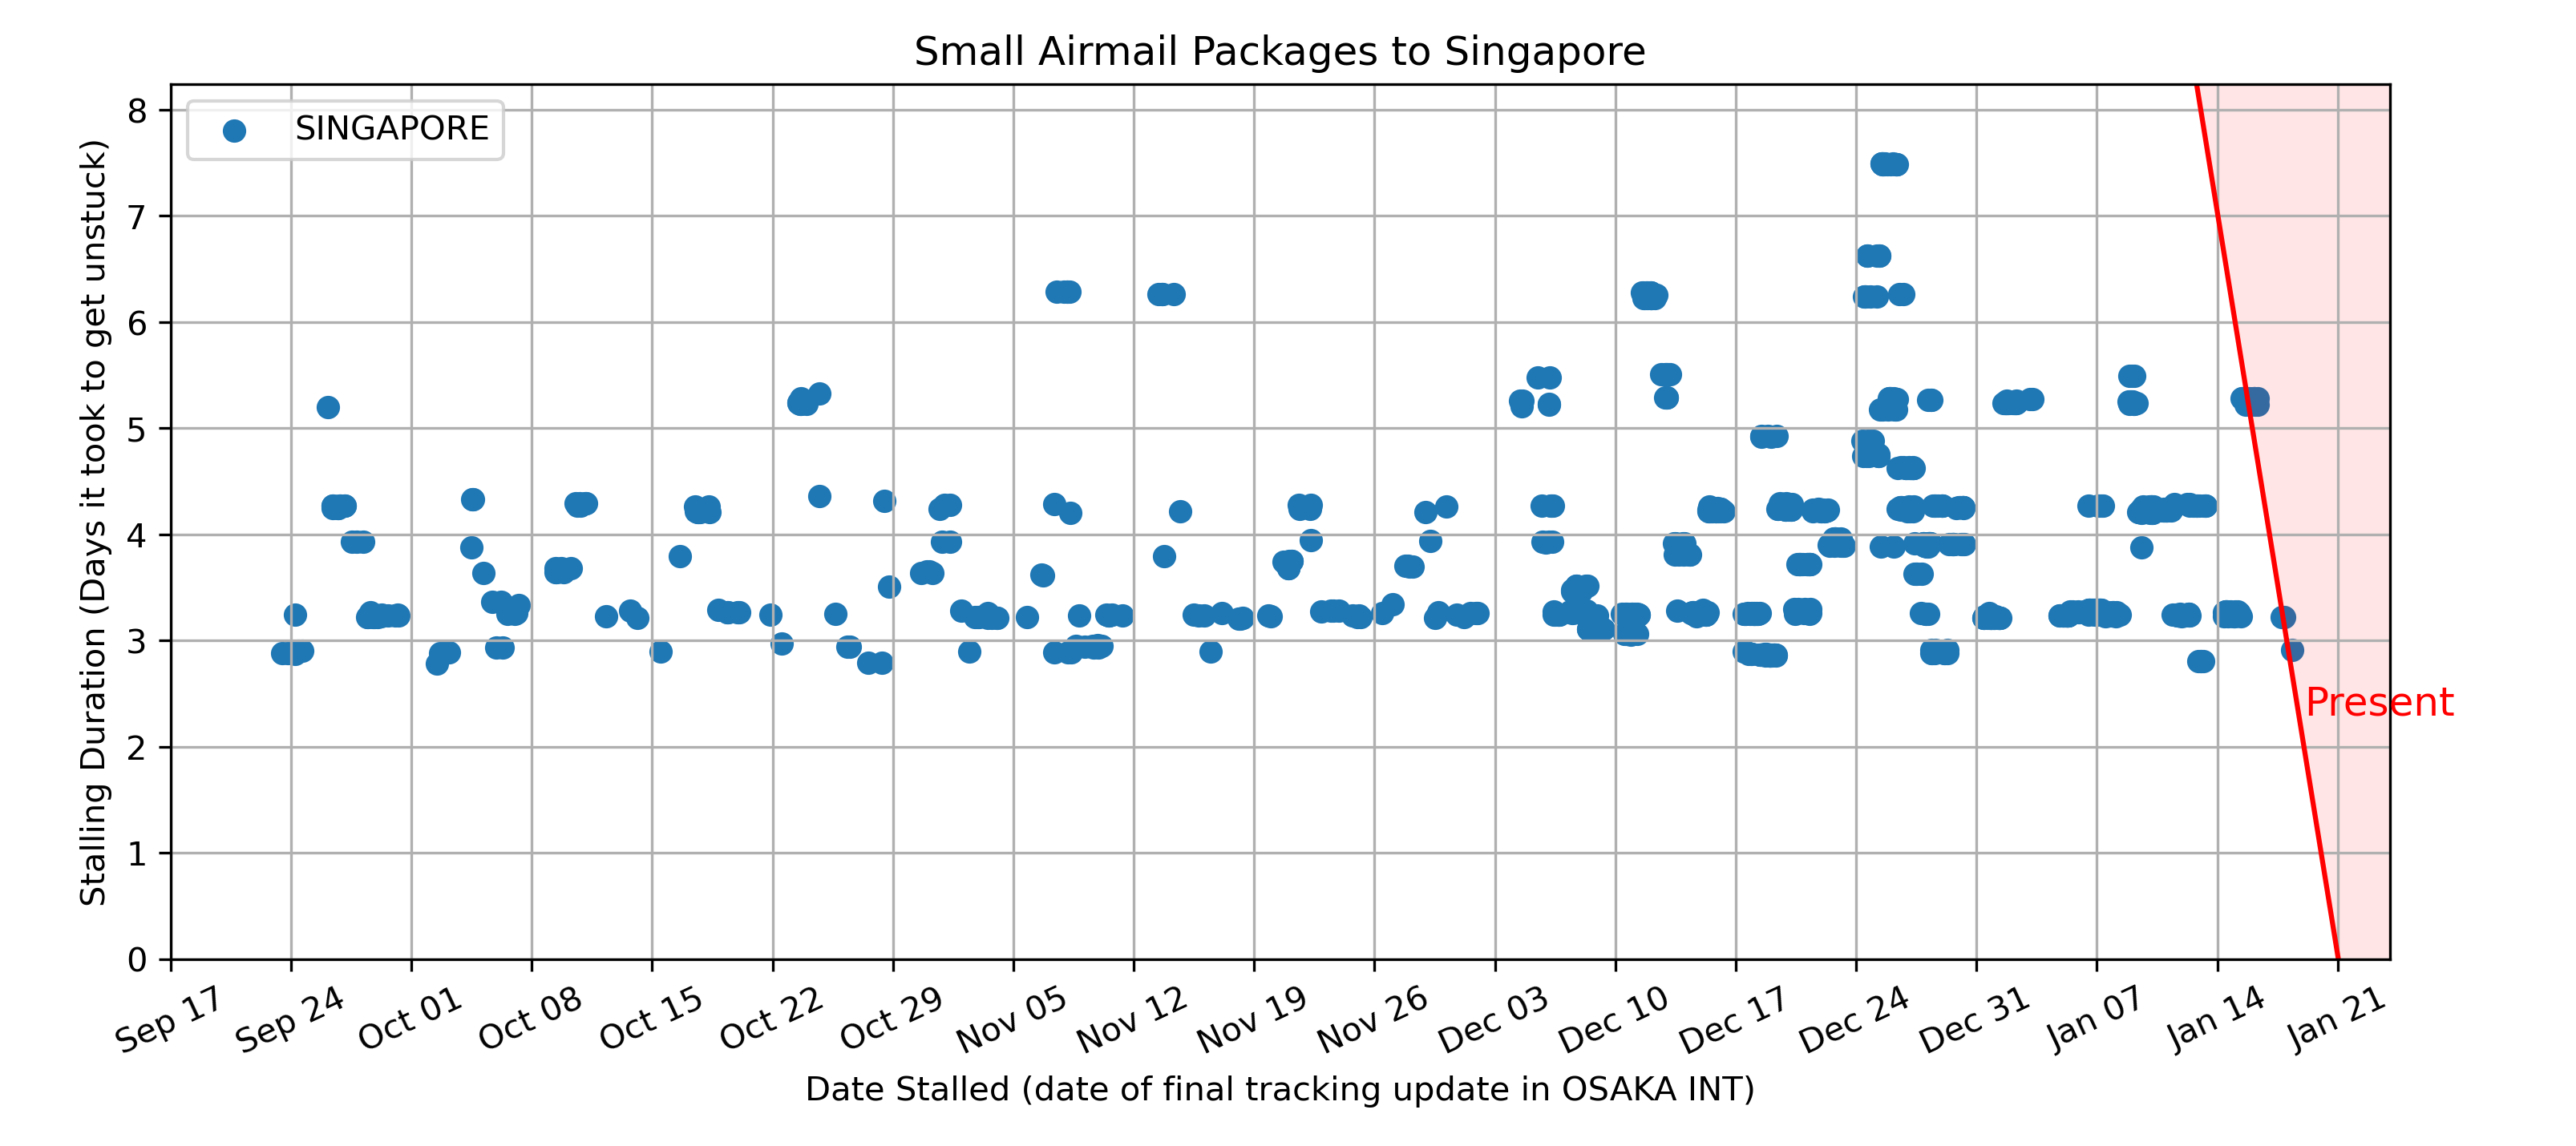 Small Airmail Packages to Singapore
SINGAPORE
Stalling Duration (Days it took to get unstuck)
8
7
6
5
4
3
2
1
0
Present
Sep 17
Sep 24
Oct 01
Oct 08
Oct 15
Oct 22
Oct 29
Nov 05
Nov 12
Nov 19
Nov 26
Dec 03
Dec 10
Dec 17
Dec 24
Dec 31
Jan 07
Jan 14
Jan 21
Date Stalled (date of final tracking update in OSAKA INT)